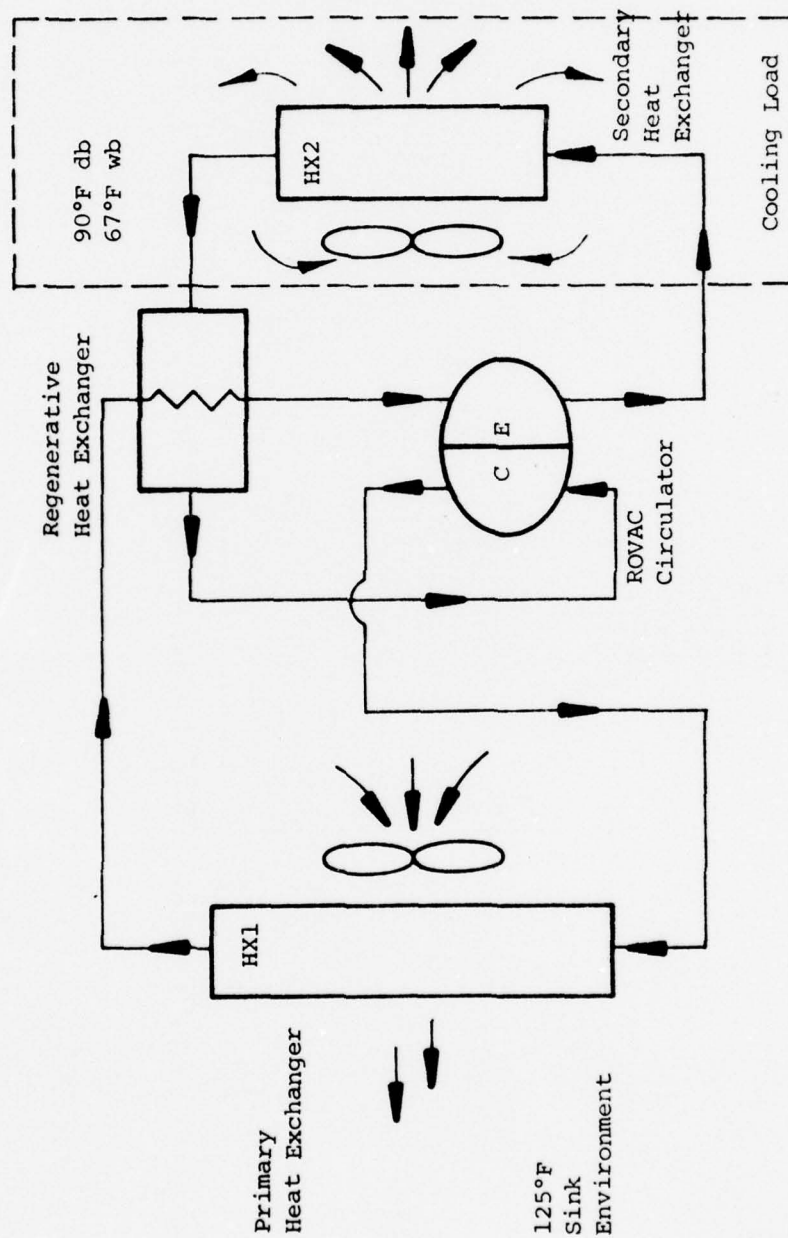 Primary
Heat Exchanger
HX1
125°F
Sink
Environment
Regenerative
Heat Exchanger
C E
ROVAC
Circulator
90°F db
67°F wb
HX2
Secondary
Heat
Exchanger
Cooling Load